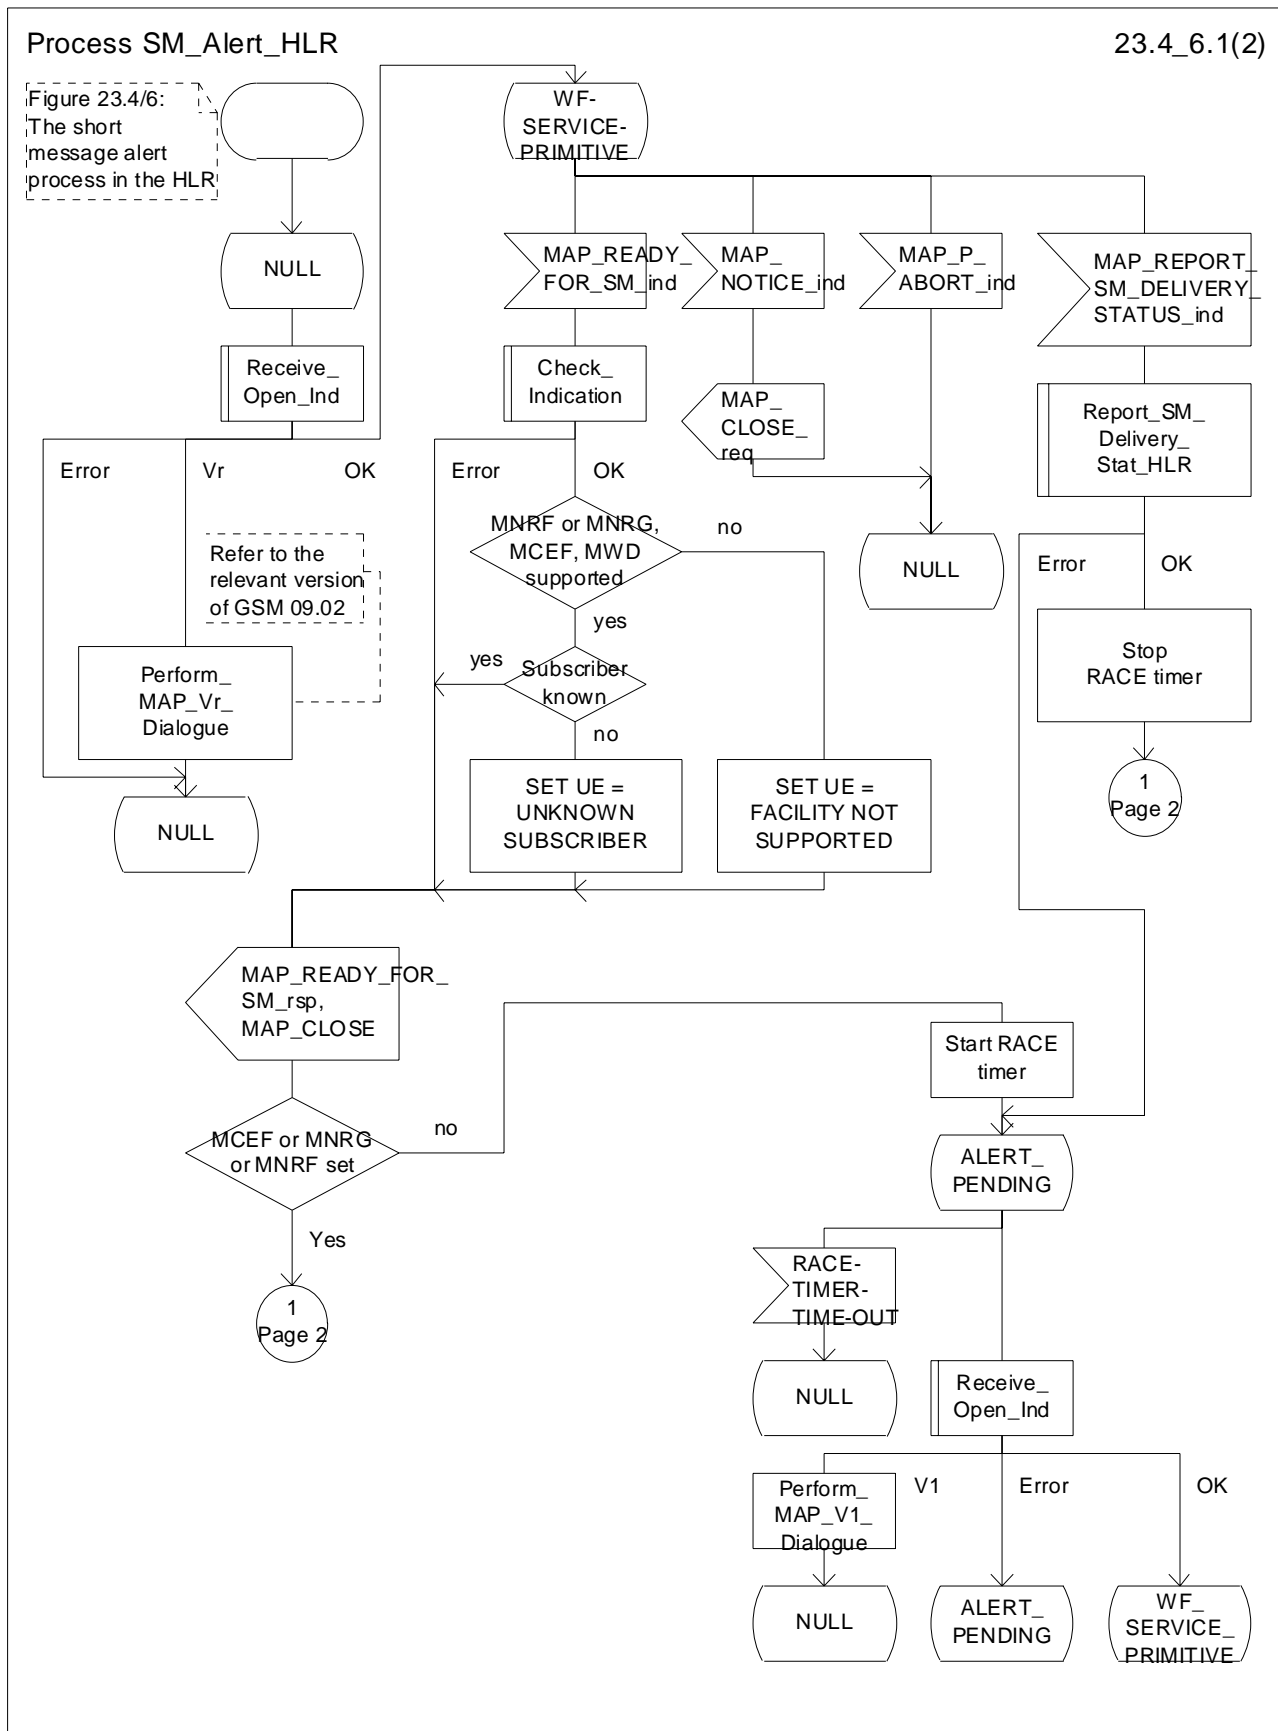 Process SM_Alert_HLR
23.4_6.1(2)
Figure 23.4/6:
The short
message alert
process in the HLR
WF-
SERVICE-
PRIMITIVE
NULL
MAP_READY_
FOR_SM_ind
MAP_
NOTICE_ind
MAP_P_
ABORT_ind
MAP_REPORT_
SM_DELIVERY_
STATUS_ind
Receive_
Open_Ind
Check_
Indication
MAP_
CLOSE_
req
Report_SM_
Delivery_
Stat_HLR
Error
Vr
OK
Error
OK
MNRF or MNRG,
MCEF, MWD
supported
no
yes
Refer to the
relevant version
of GSM 09.02
NULL
Error
OK
Perform_
MAP_Vr_
Dialogue
yes
Subscriber
known
no
Stop
RACE timer
NULL
SET UE =
UNKNOWN
SUBSCRIBER
SET UE =
FACILITY NOT
SUPPORTED
1
Page 2
MAP_READY_FOR_
SM_rsp,
MAP_CLOSE
Start RACE
timer
MCEF or MNRG
or MNRF set
no
Yes
ALERT_
PENDING
1
Page 2
RACE-
TIMER-
TIME-OUT
NULL
Receive_
Open_Ind
Perform_
MAP_V1_
Dialogue
V1
Error
OK
NULL
ALERT_
PENDING
WF_
SERVICE_
PRIMITIVE